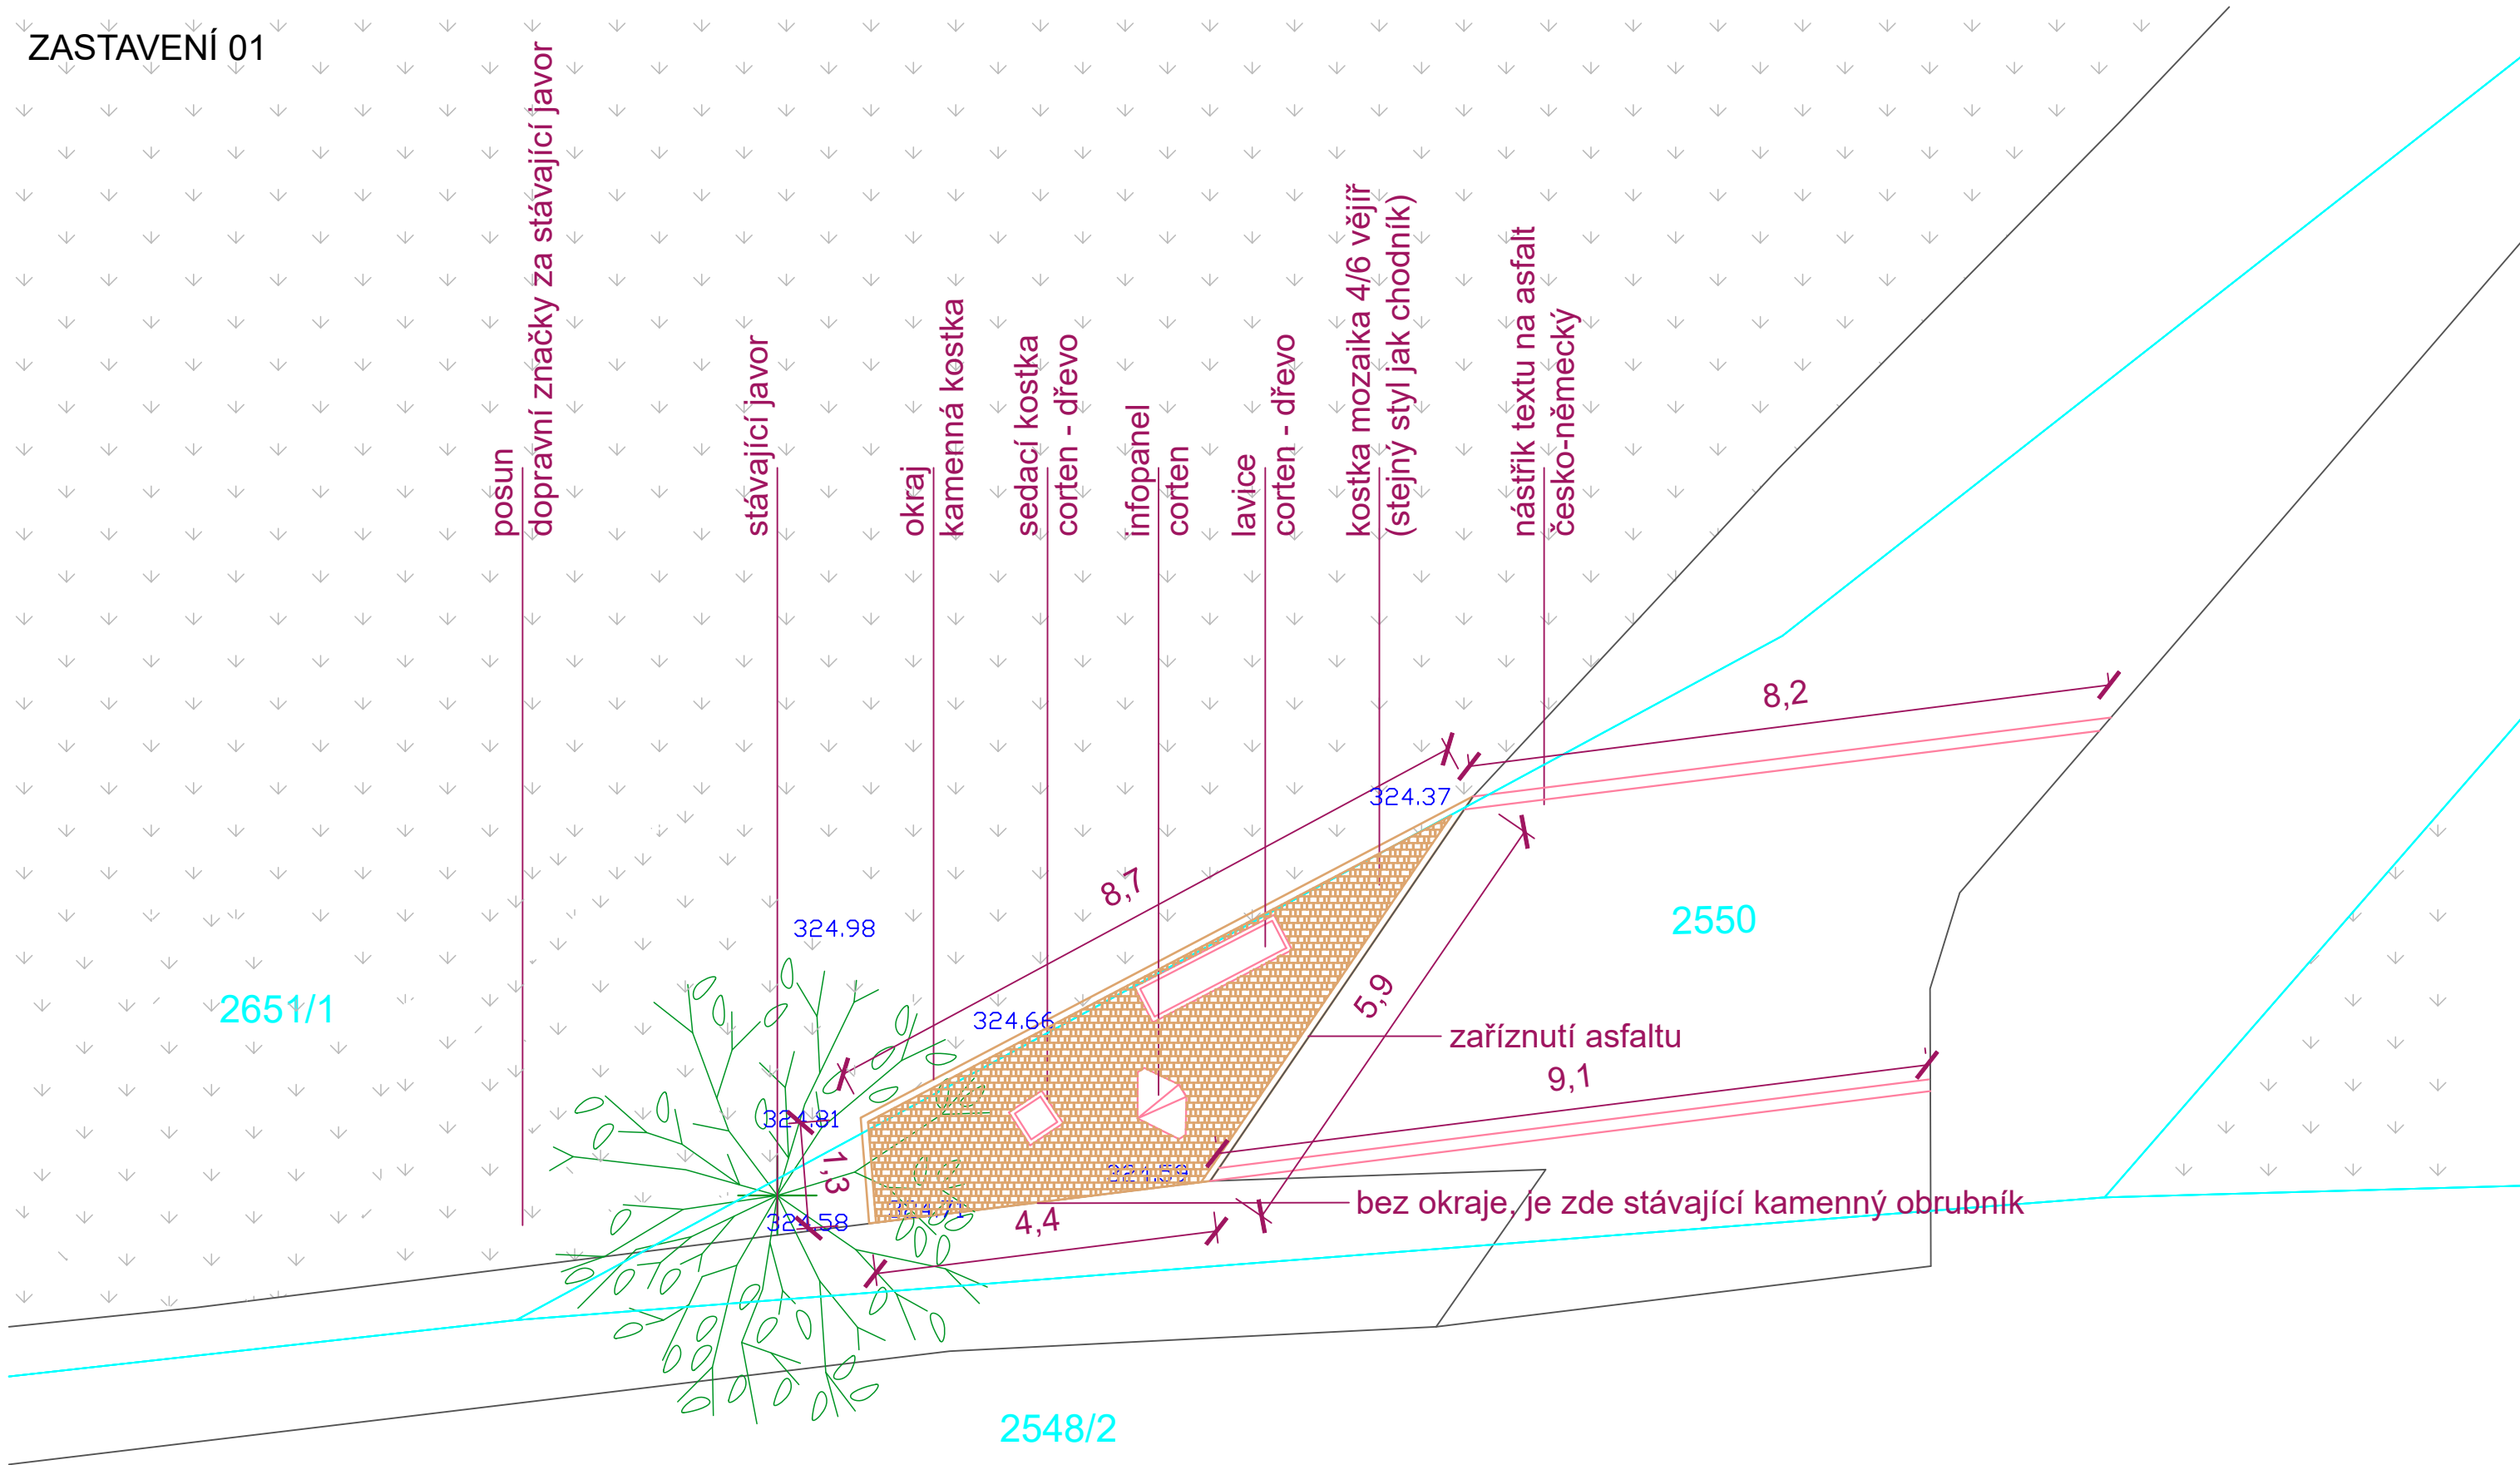 ZASTAVENÍ 01
posun
dopravní značky za stávající javor
stávající javor
okraj
kamenná kostka
sedací kostka
corten - dřevo
infopanel
corten
lavice
corten - dřevo
kostka mozaika 4/6 vějíř
(stejný styl jak chodník)
nástřik textu na asfalt
česko-německý
8,2
324.37
8,7
2550
324.98
5,9
2651/1
324.66
zaříznutí asfaltu
9,1
324.81
1,3
bez okraje, je zde stávající kamenný obrubník
324.58
4,4
2548/2